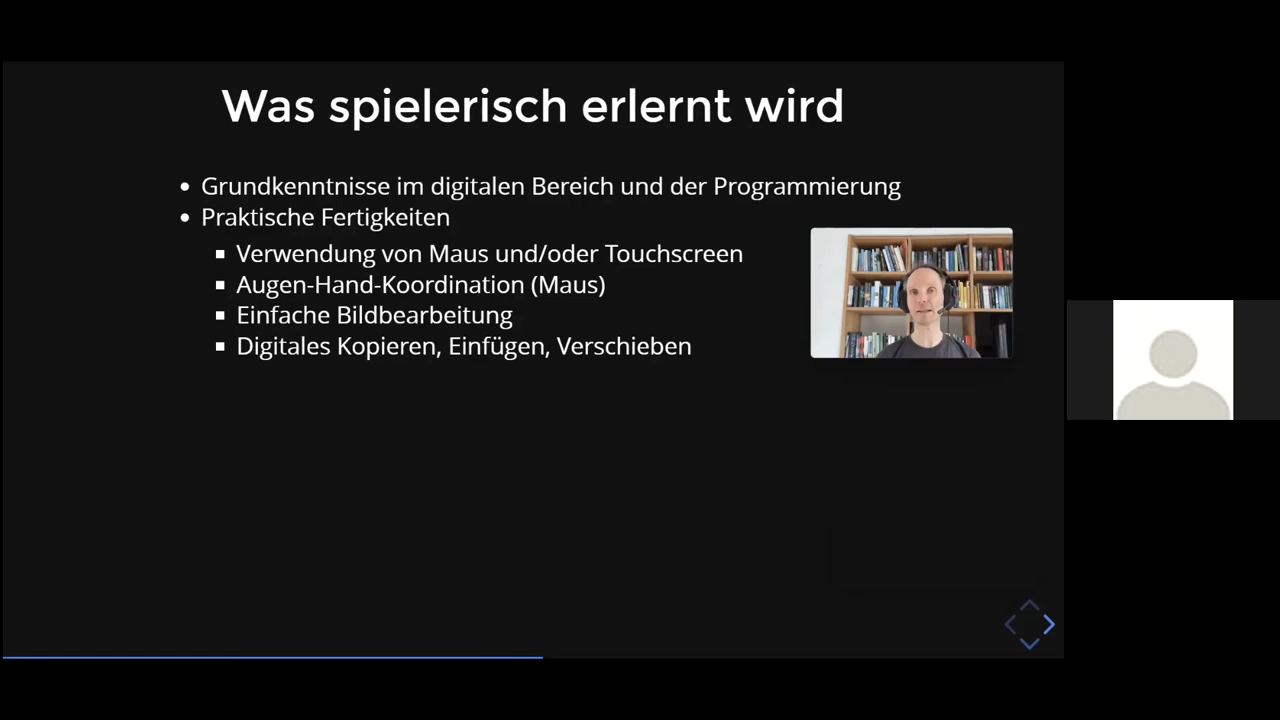 Was spielerisch erlernt wird
Grundkenntnisse im digitalen Bereich und der Programmierung
Praktische Fertigkeiten
Verwendung von Maus und/oder Touchscreen
Augen-Hand-Koordination (Maus)
Einfache Bildbearbeitung
Digitales Kopieren, Einfügen, Verschieben